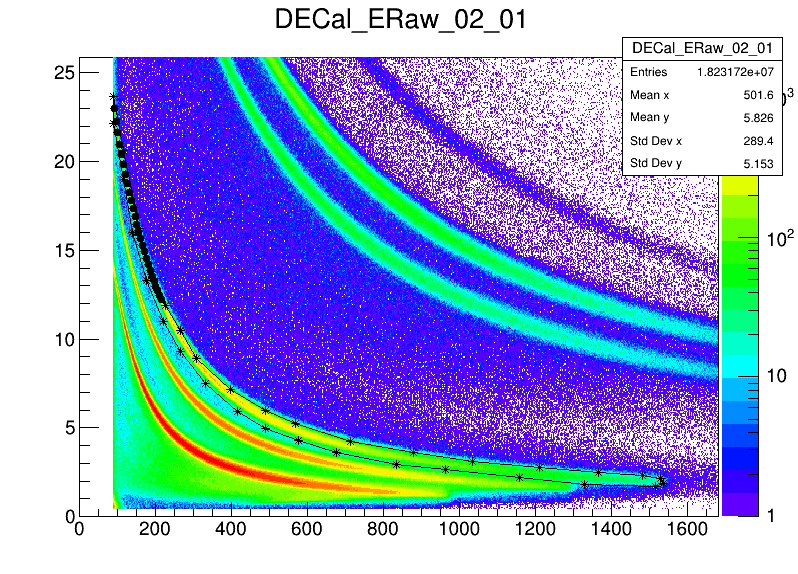 DECal_ERaw_02_01
DECal_ERaw_02_01
Entries 1.823172e+07
Mean x 501.6
Mean y 5.826
Std Dev x 289.4
Std Dev y 5.153
25
20
15
10
5
0
0 200 400 600 800 1000 1200 1400 1600
10²
10
1